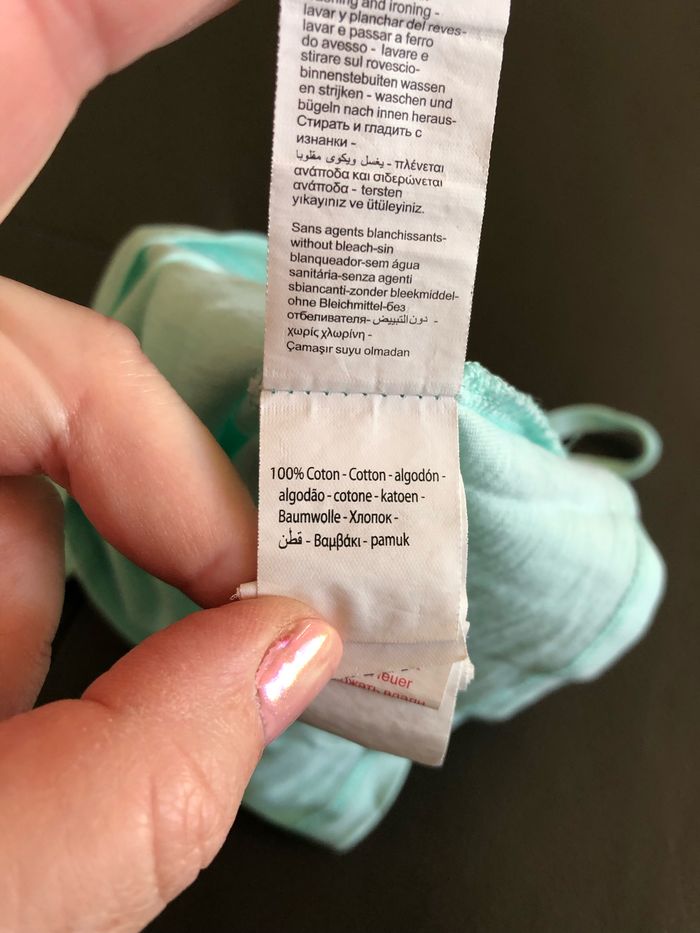 and ironing -
lavar y planchar del reves-
lavar e passar a ferro
do avesso - lavare e
stirare sul rovescio-
binnenstebuiten wassen
en strijken - waschen und
bügeln nach innen heraus-
Стирать и гладить с
изнанки -
يغسل ويكوى مقلوبا - πλένεται
ανάποδα και σιδερώνεται
ανάποδα - tersten
yıkayınız ve ütüleyiniz.
Sans agents blanchissants-
without bleach-sin
blanqueador-sem água
sanitária-senza agenti
sbiancanti-zonder bleekmiddel-
ohne Bleichmittel-без
отбеливателя-دون التبييض -
χωρίς χλωρίνη -
Çamaşır suyu olmadan
100% Coton - Cotton - algodón -
algodão - cotone - katoen -
Baumwolle - Хлопок -
قطن - Βαμβάκι - pamuk